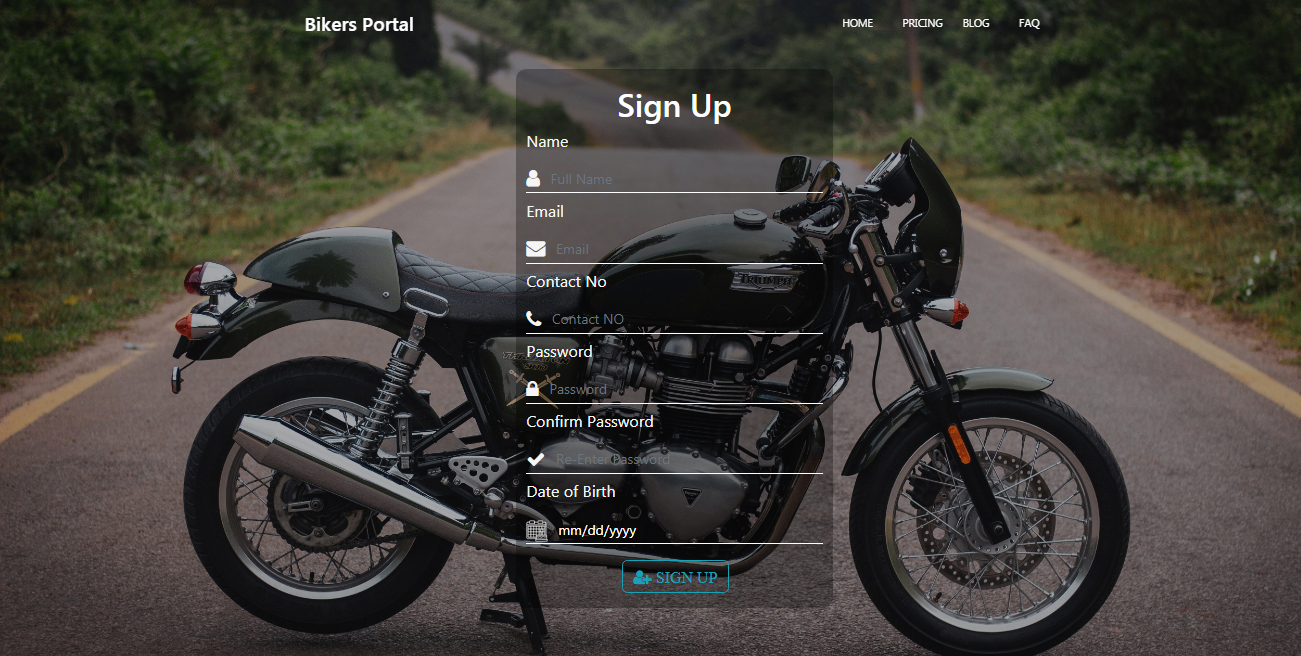 Bikers Portal
HOME PRICING BLOG FAQ
Sign Up
Name
Full Name
Email
Email
Contact No
Contact NO
TRIUMPH
Password
Password
Confirm Password
Re-Enter Password
Date of Birth
mm/dd/yyyy
SIGN UP